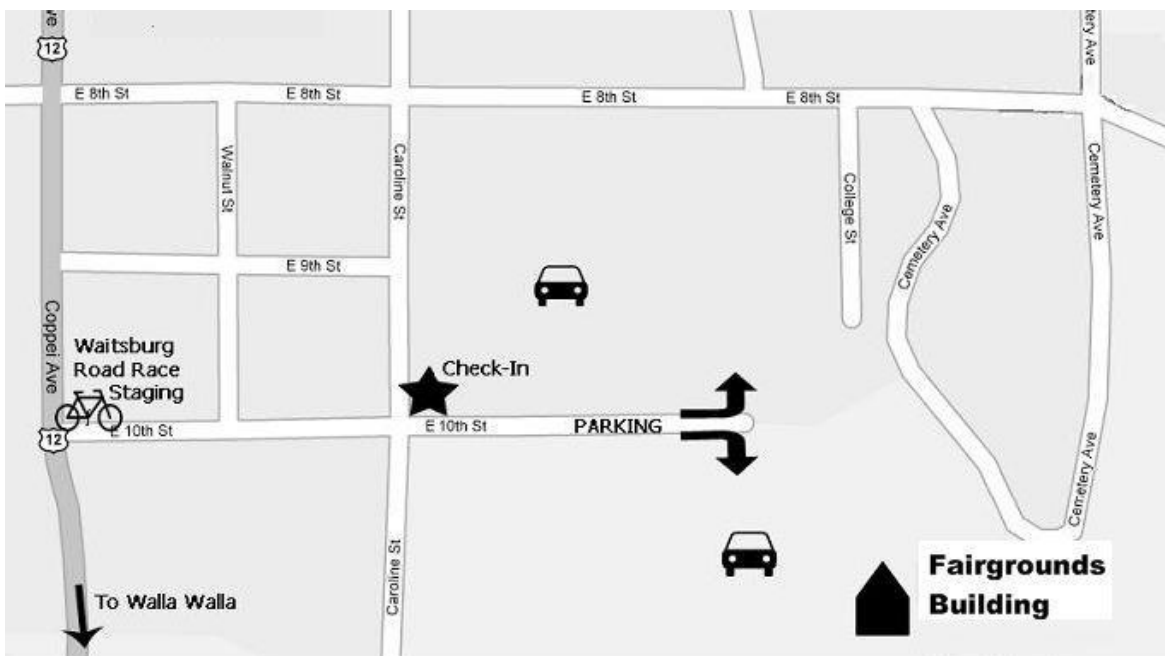 ve
12
E 8th St
E 8th St
E 8th St
E 8th St
tery Ave
Walnut St
Caroline St
College St
Cemetery Ave
Cemetery Ave
E 9th St
Coppei Ave
Waitsburg
Road Race
Staging
Check-In
12
E 10th St
E 10th St
PARKING
Cemetery Ave
Caroline St
To Walla Walla
Fairgrounds
Building